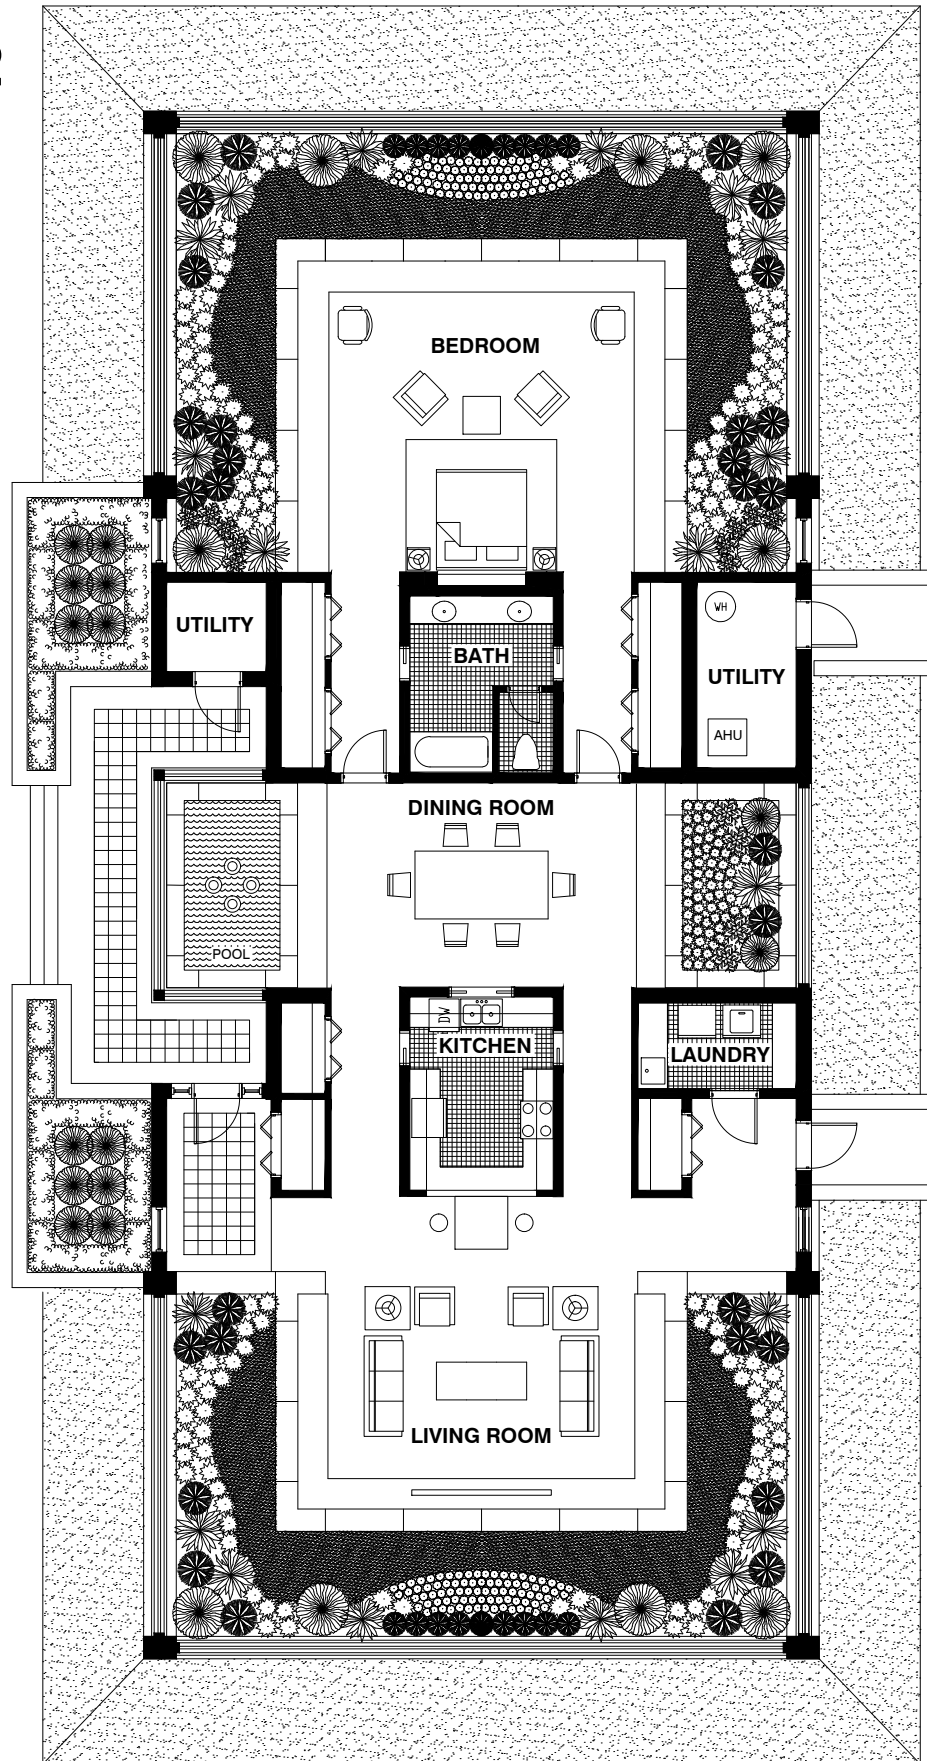 BEDROOM
UTILITY
WH
BATH
UTILITY
AHU
DINING ROOM
POOL
DW
KITCHEN
LAUNDRY
LIVING ROOM